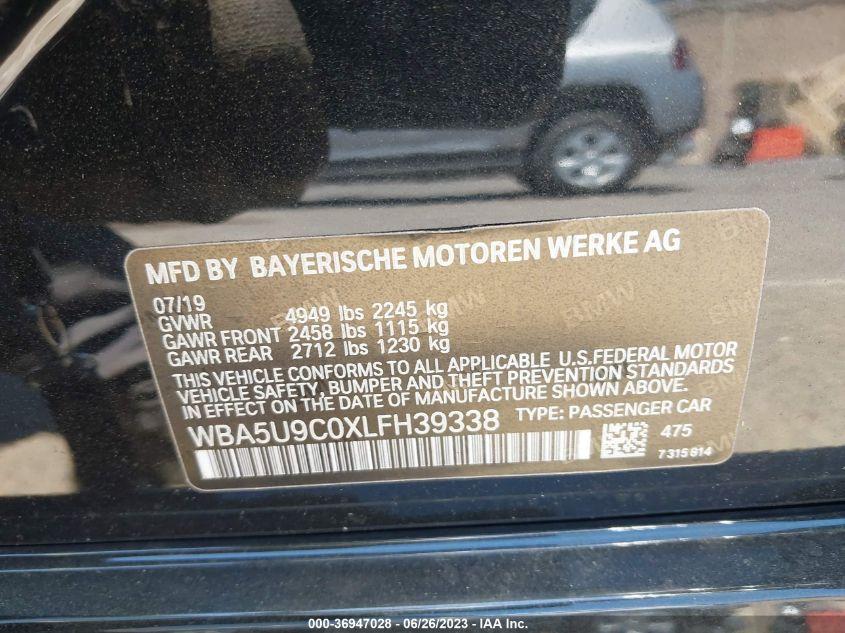 MFD BY BAYERISCHE MOTOREN WERKE AG
07/19
GVWR 4949 lbs 2245 kg
GAWR FRONT 2458 lbs 1115 kg
GAWR REAR 2712 lbs 1230 kg
THIS VEHICLE CONFORMS TO ALL APPLICABLE U.S.FEDERAL MOTOR
VEHICLE SAFETY, BUMPER AND THEFT PREVENTION STANDARDS
IN EFFECT ON THE DATE OF MANUFACTURE SHOWN ABOVE.
WBA5U9C0XLFH39338 TYPE: PASSENGER CAR
475
7315614
000-36947028 - 06/26/2023 - © IAA Inc.